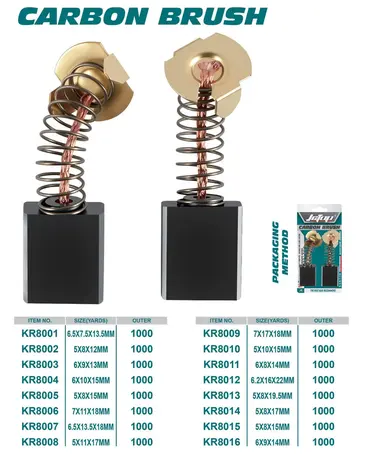 CARBON BRUSH
JSTOP
CARBON BRUSH
PACKAGING
METHOD
ITEM NO. SIZE(YARDS) OUTER
KR8001 6.5X7.5X13.5MM 1000
KR8002 5X8X12MM 1000
KR8003 6X9X13MM 1000
KR8004 6X10X15MM 1000
KR8005 5X8X15MM 1000
KR8006 7X11X18MM 1000
KR8007 6.5X13.5X18MM 1000
KR8008 5X11X17MM 1000
ITEM NO. SIZE(YARDS) OUTER
KR8009 7X17X18MM 1000
KR8010 5X10X15MM 1000
KR8011 6X8X14MM 1000
KR8012 6.2X16X22MM 1000
KR8013 5X8X19.5MM 1000
KR8014 5X8X17MM 1000
KR8015 5X8X15MM 1000
KR8016 6X9X14MM 1000